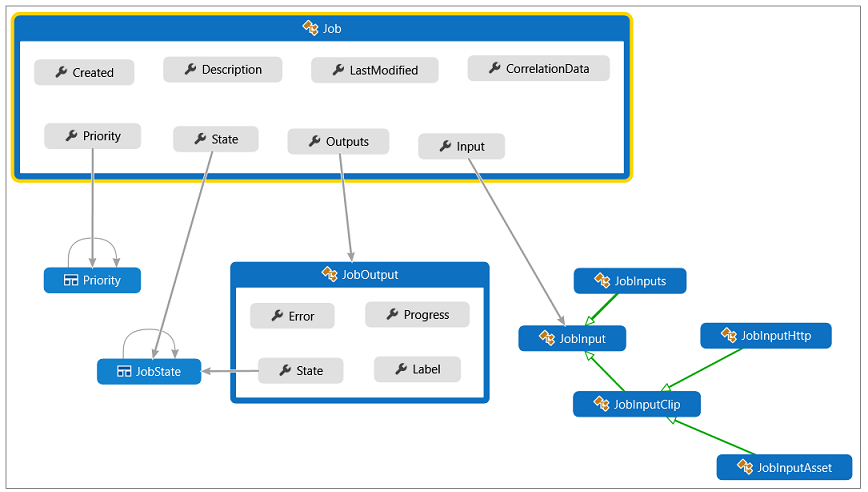 Job
Created
Description
LastModified
CorrelationData
Priority
State
Outputs
Input
Priority
JobOutput
JobInputs
Error
Progress
JobInput
JobInputHttp
JobState
State
Label
JobInputClip
JobInputAsset